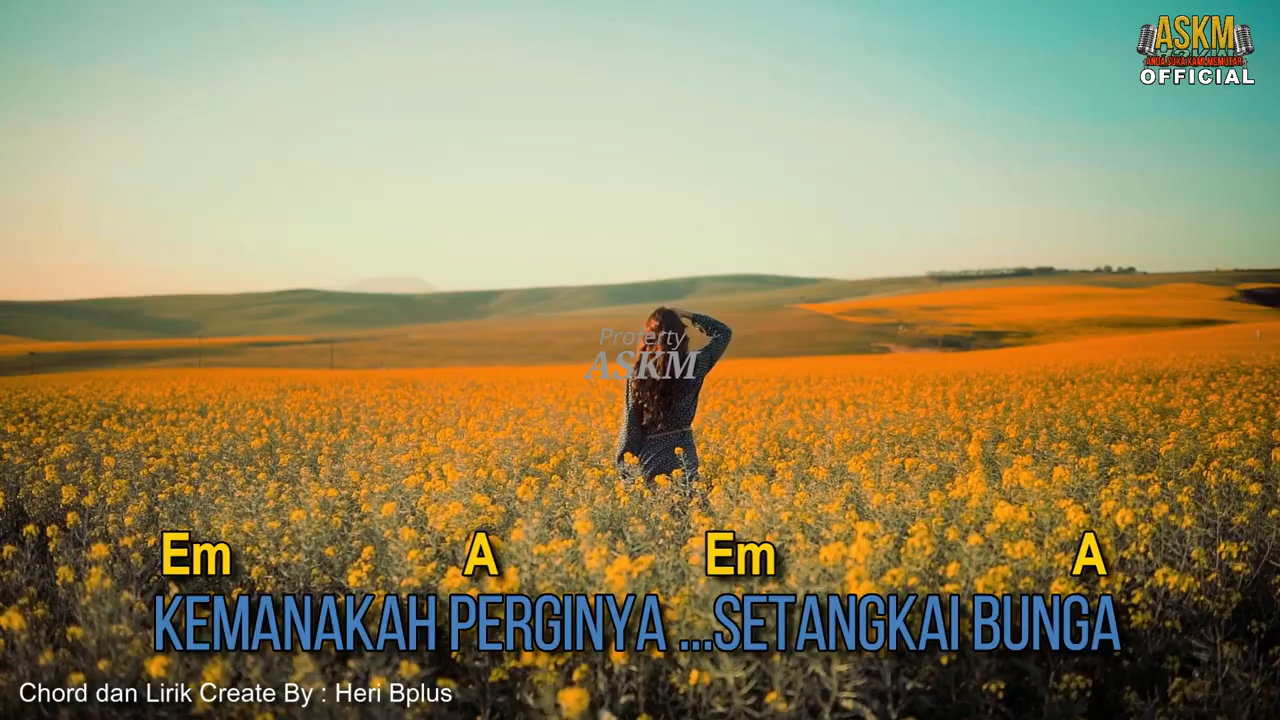 ASKM
ANDA SUKA KAMI MEMUTAR
OFFICIAL
Proferty
ASKM
Em A Em A
KEMANAKAH PERGINYA ...SETANGKAI BUNGA
Chord dan Lirik Create By : Heri Bplus